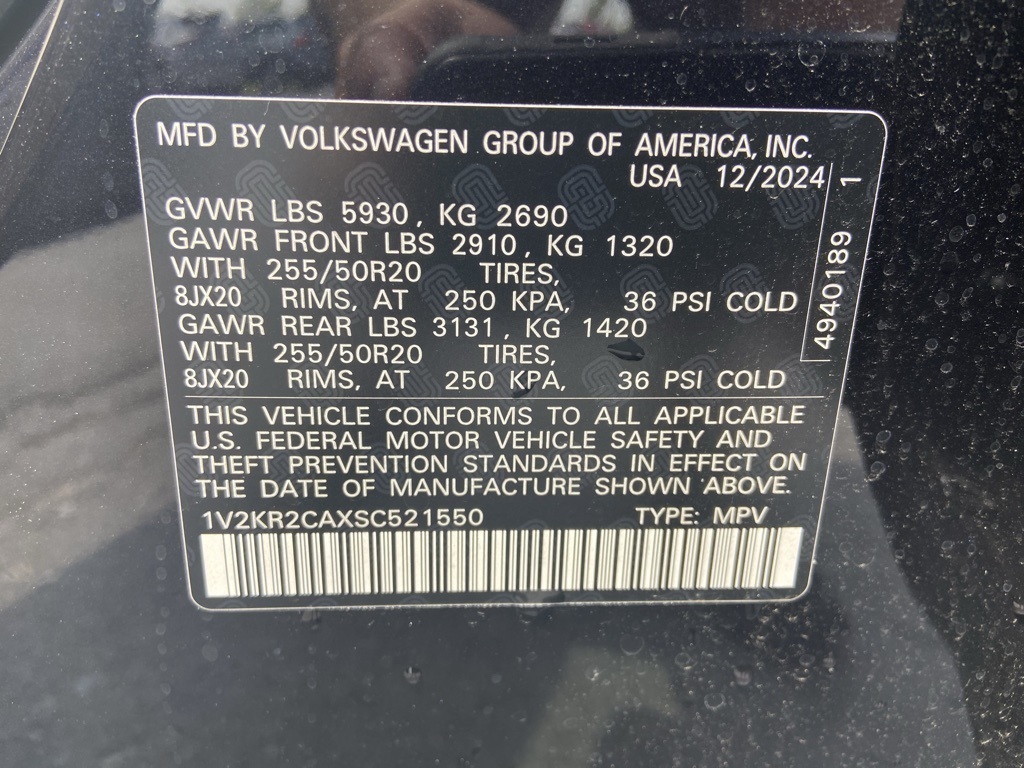 MFD BY VOLKSWAGEN GROUP OF AMERICA, INC.
USA 12/2024
GVWR LBS 5930, KG 2690
GAWR FRONT LBS 2910, KG 1320
WITH 255/50R20 TIRES,
8JX20 RIMS, AT 250 KPA, 36 PSI COLD
GAWR REAR LBS 3131, KG 1420
WITH 255/50R20 TIRES,
8JX20 RIMS, AT 250 KPA, 36 PSI COLD
THIS VEHICLE CONFORMS TO ALL APPLICABLE
U.S. FEDERAL MOTOR VEHICLE SAFETY AND
THEFT PREVENTION STANDARDS IN EFFECT ON
THE DATE OF MANUFACTURE SHOWN ABOVE.
1V2KR2CAXSC521550 TYPE: MPV
4940189 1